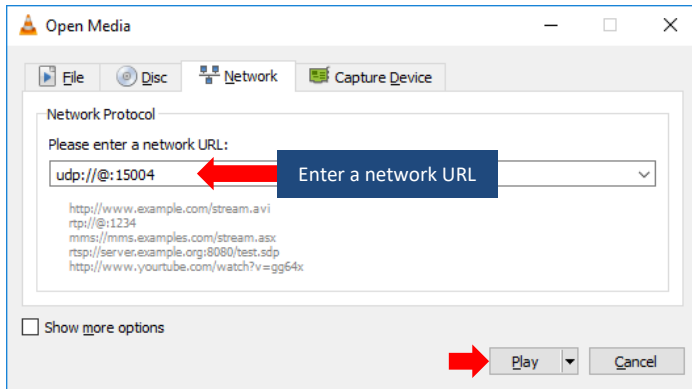 Open Media
File Disc Network Capture Device
Network Protocol
Please enter a network URL:
udp://@:15004 Enter a network URL
http://www.example.com/stream.avi
rtp://@:1234
mms://mms.examples.com/stream.asx
rtsp://server.example.org:8080/test.sdp
http://www.yourtube.com/watch?v=gg64x
Show more options
Play Cancel